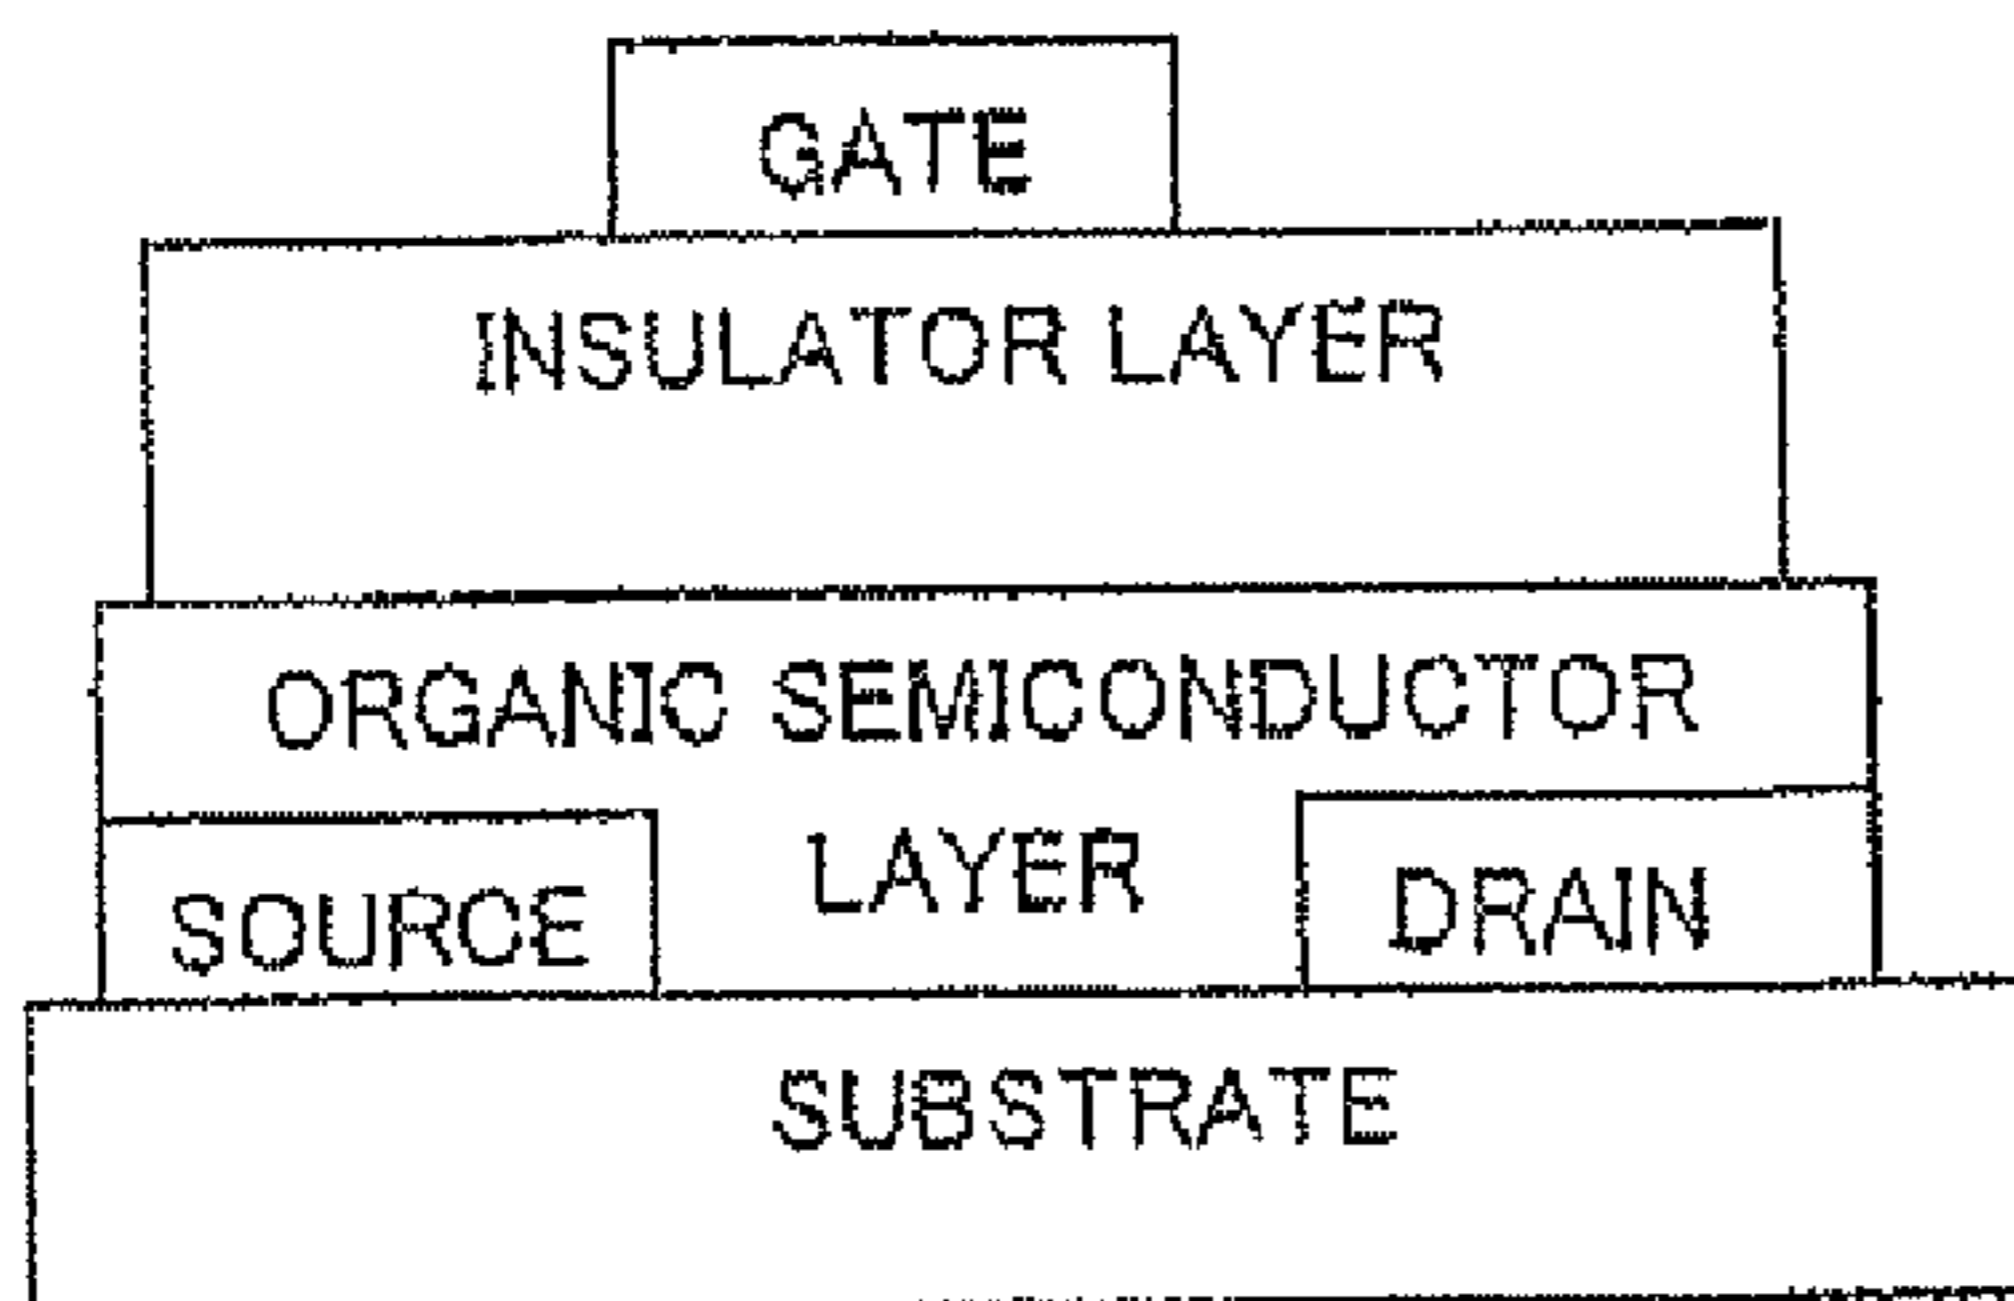 GATE
INSULATOR LAYER
ORGANIC SEMICONDUCTOR
LAYER
SOURCE
DRAIN
SUBSTRATE